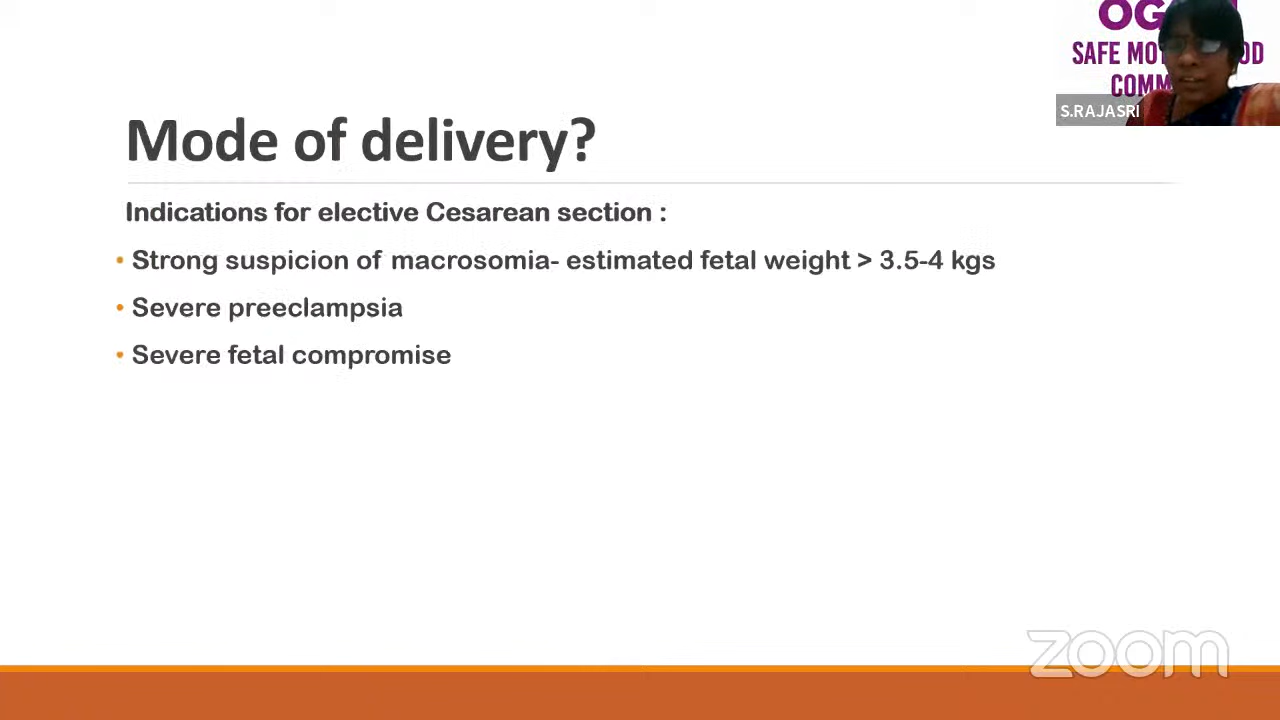 SAFE
S.RAJASRI
Mode of delivery?
Indications for elective Cesarean section :
• Strong suspicion of macrosomia- estimated fetal weight > 3.5-4 kgs
• Severe preeclampsia
• Severe fetal compromise
zoom